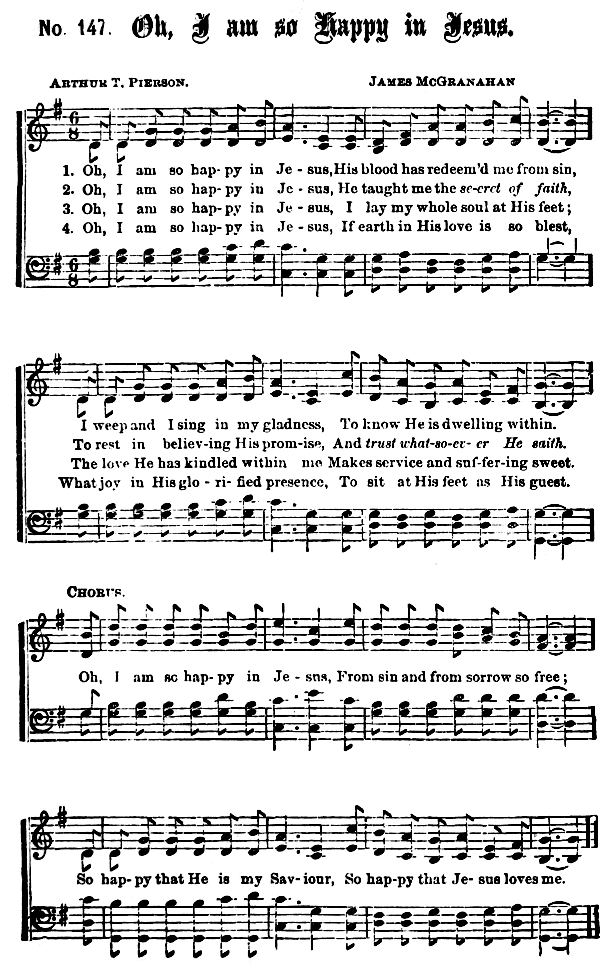 No. 147. Oh, I am so Happy in Jesus.
ARTHUR T. PIERSON. JAMES MCGRANAHAN
1. Oh, I am so hap- py in Je - sus, His blood has redeem'd me from sin,
2. Oh, I am so hap- py in Je - sus, He taught me the se-cret of faith,
3. Oh, I am so hap- py in Je - sus, I lay my whole soul at His feet;
4. Oh, I am so hap- py in Je - sus, If earth in His love is so blest,
I weep and I sing in my gladness, To know He is dwelling within.
To rest in believ-ing His prom-ise, And trust what-so-ev- er He saith.
The love He has kindled within me Makes service and suf-fer-ing sweet.
What joy in His glo - ri - fied presence, To sit at His feet as His guest.
CHORUS.
Oh, I am so hap- py in Je - sus, From sin and from sorrow so free;
So hap- py that He is my Sav- iour, So hap- py that Je- sus loves me.